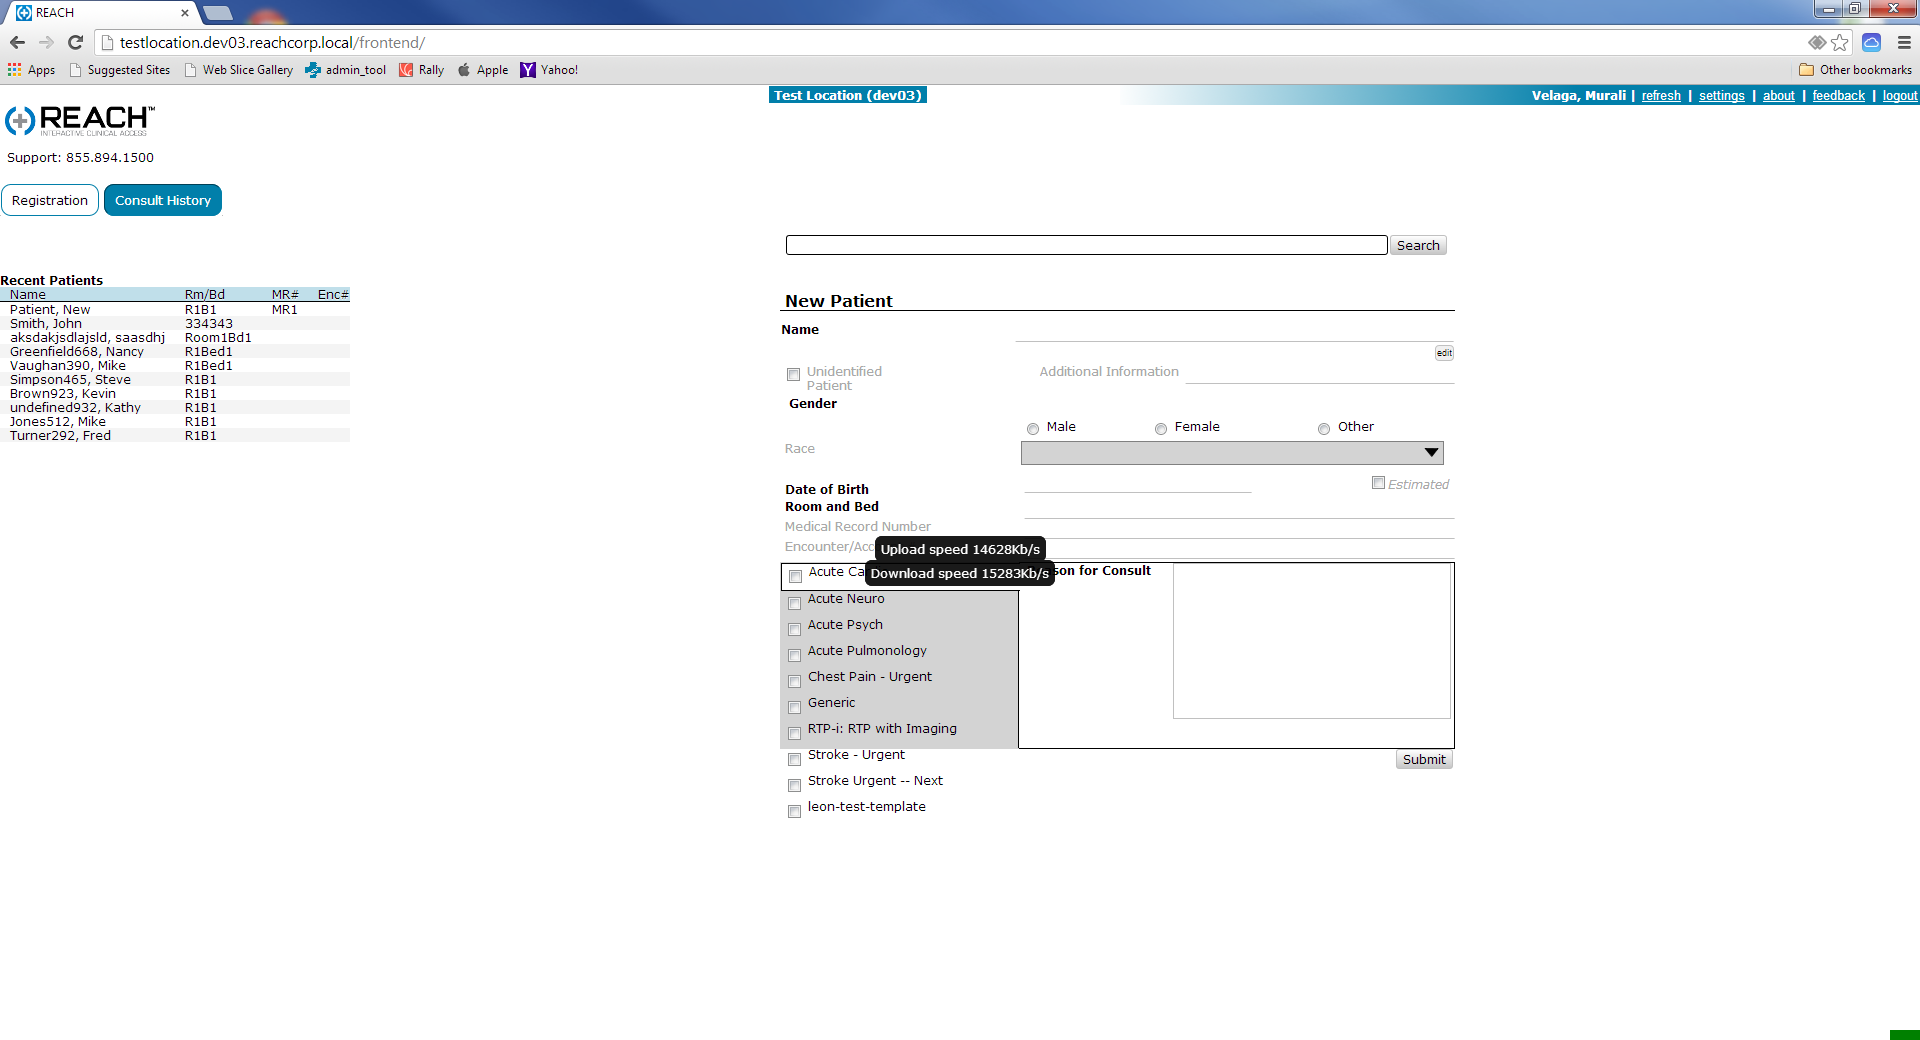 REACH
testlocation.dev03.reachcorp.local/frontend/
Apps Suggested Sites Web Slice Gallery admin_tool Rally Apple Yahoo! Other bookmarks
Test Location (dev03) Velaga, Murali | refresh | settings | about | feedback | logout
REACH™
INTERACTIVE CLINICAL ACCESS
Support: 855.894.1500
Registration Consult History
Search
Recent Patients
Name Rm/Bd MR# Enc#
Patient, New R1B1 MR1
Smith, John 334343
aksdakjsdlajsld, saasdhj Room1Bd1
Greenfield668, Nancy R1Bed1
Vaughan390, Mike R1Bed1
Simpson465, Steve R1B1
Brown923, Kevin R1B1
undefined932, Kathy R1B1
Jones512, Mike R1B1
Turner292, Fred R1B1
New Patient
Name
edit
Unidentified Patient Additional Information
Gender
Male Female Other
Race
Date of Birth Estimated
Room and Bed
Medical Record Number
Encounter/Acc
Upload speed 14628Kb/s
Download speed 15283Kb/s
Acute Ca
son for Consult
Acute Neuro
Acute Psych
Acute Pulmonology
Chest Pain - Urgent
Generic
RTP-i: RTP with Imaging
Stroke - Urgent
Submit
Stroke Urgent -- Next
leon-test-template